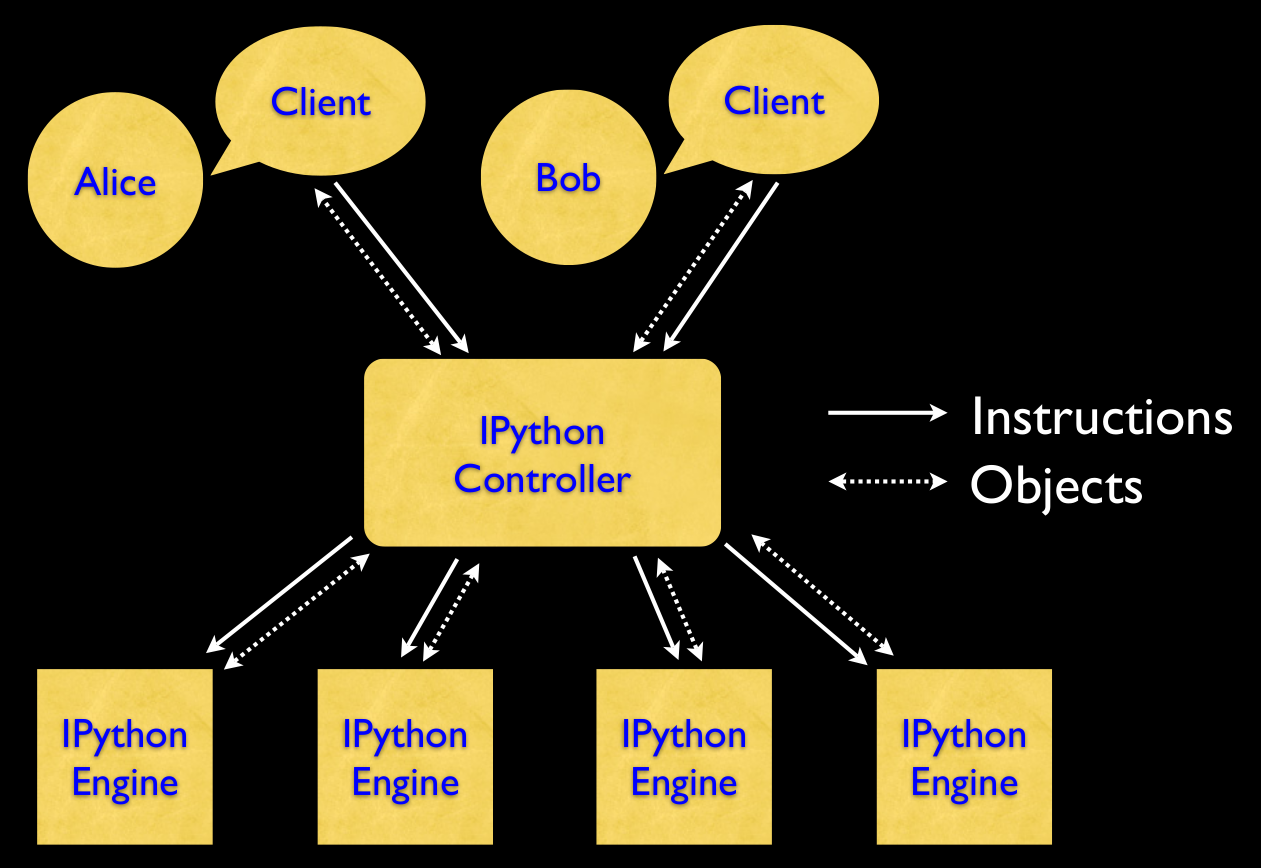 Client
Client
Alice
Bob
IPython
Controller
Instructions
Objects
IPython
Engine
IPython
Engine
IPython
Engine
IPython
Engine